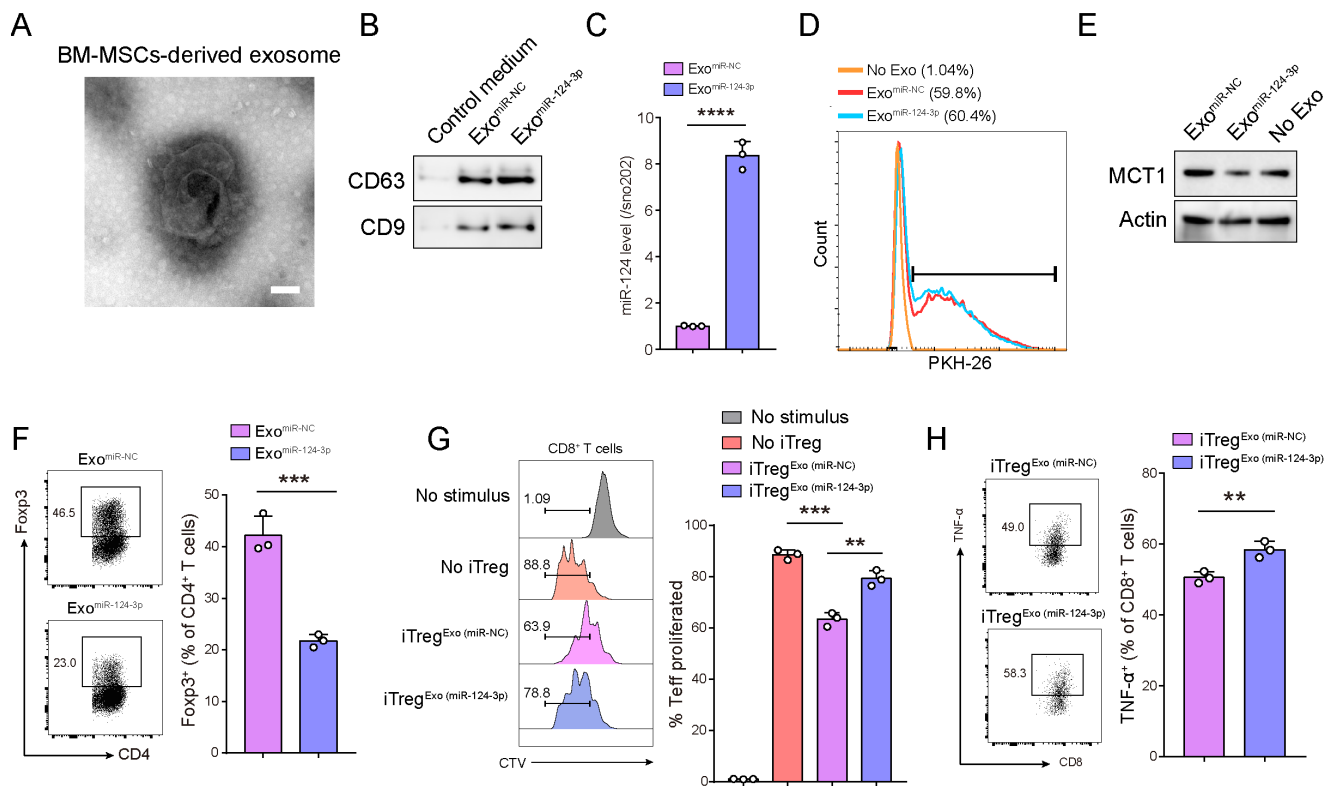 A
BM-MSCs-derived exosome
B
Control medium
Exo^miR-NC
Exo^miR-124-3p
CD63
CD9
C
Exo^miR-NC
Exo^miR-124-3p
****
10
8
6
4
2
0
miR-124 level (/sno202)
D
No Exo (1.04%)
Exo^miR-NC (59.8%)
Exo^miR-124-3p (60.4%)
Count
PKH-26
E
Exo^miR-NC
Exo^miR-124-3p
No Exo
MCT1
Actin
F
Exo^miR-NC
46.5
Exo^miR-124-3p
23.0
Foxp3
CD4
Exo^miR-NC
Exo^miR-124-3p
***
50
40
30
20
10
0
Foxp3⁺ (% of CD4⁺ T cells)
G
CD8⁺ T cells
No stimulus
1.09
No iTreg
88.8
iTreg^Exo (miR-NC)
63.9
iTreg^Exo (miR-124-3p)
78.8
CTV
No stimulus
No iTreg
iTreg^Exo (miR-NC)
iTreg^Exo (miR-124-3p)
***
**
100
80
60
40
20
0
% Teff proliferated
H
iTreg^Exo (miR-NC)
49.0
iTreg^Exo (miR-124-3p)
58.3
TNF-α
CD8
iTreg^Exo (miR-NC)
iTreg^Exo (miR-124-3p)
**
80
60
40
20
0
TNF-α⁺ (% of CD8⁺ T cells)